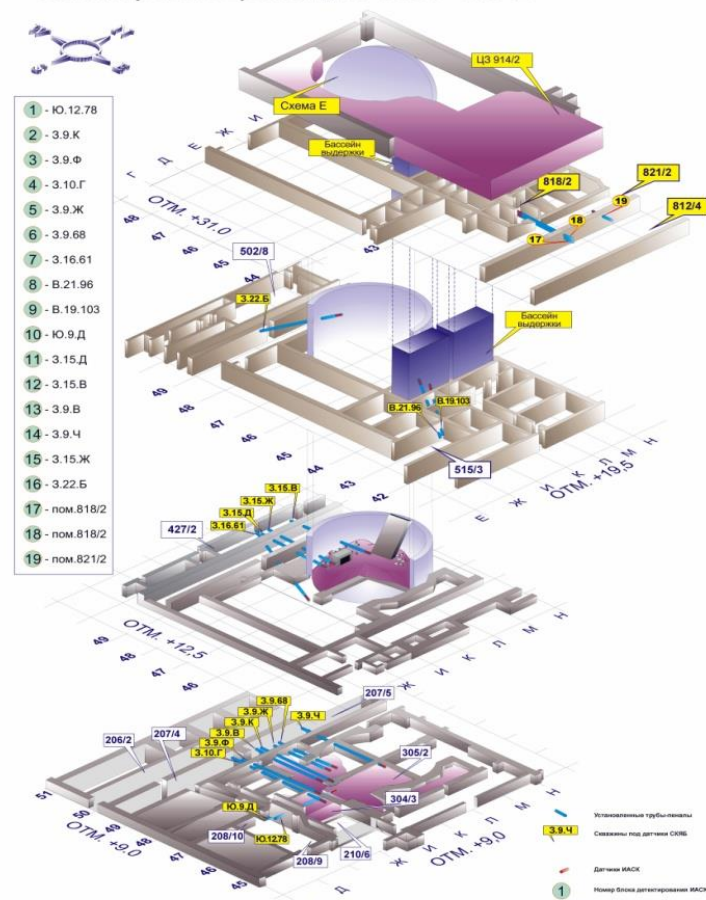 ЦЗ 914/2
Схема Е
Бассейн
выдержки
1 - Ю.12.78
2 - 3.9.К
3 - 3.9.Ф
4 - 3.10.Г
5 - 3.9.Ж
6 - 3.9.68
7 - 3.16.61
8 - В.21.96
9 - В.19.103
10 - Ю.9.Д
11 - 3.15.Д
12 - 3.15.В
13 - 3.9.В
14 - 3.9.Ч
15 - 3.15.Ж
16 - 3.22.Б
17 - пом.818/2
18 - пом.818/2
19 - пом.821/2
Г Д Е Ж И
818/2
821/2
812/4
17 18 19
ОТМ. +31.0
48 47 46 45 44 43
502/8
3.22.Б
Бассейн
выдержки
В.21.96
В.19.103
515/3
49 48 47 46 45 44 43 42
Е Ж И К Л М Н
ОТМ. +19,5
3.15.В
3.15.Ж
3.15.Д
3.16.61
427/2
49 48 47 46
ОТМ. +12,5
Ж И К Л М Н
207/5
3.9.68
3.9.Ж
3.9.К
3.9.В
3.9.Ф
3.10.Г
3.9.Ч
206/2
207/4
305/2
304/3
Ю.9.Д
208/10
Ю.12.78
208/9
210/6
51 50 49 48 47 46 45
ОТМ. +9.0
Д Ж И К Л М Н
ОТМ. +9,0
Установленные трубы-пеналы
3.9.Ч Скважины под датчики СКЯБ
Датчики ИАСК
1 Номер блока детектирования ИАСК